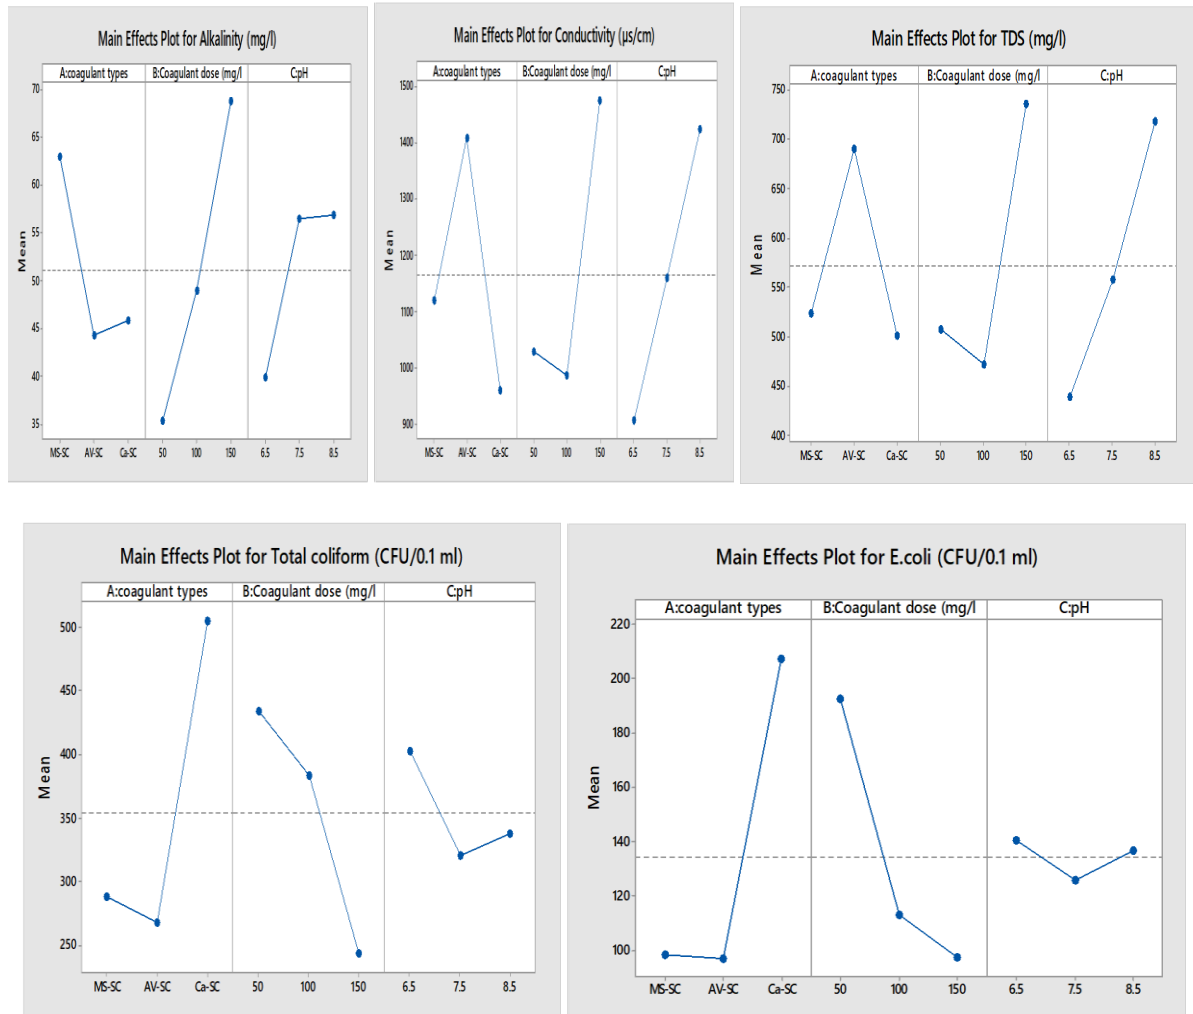 Main Effects Plot for Alkalinity (mg/l)
A:coagulant types B:Coagulant dose (mg/l C:pH
70
65
60
55
50
45
40
35
Mean
MS-SC AV-SC Ca-SC 50 100 150 6.5 7.5 8.5
Main Effects Plot for Conductivity (µs/cm)
A:coagulant types B:Coagulant dose (mg/l C:pH
1500
1400
1300
1200
1100
1000
900
Mean
MS-SC AV-SC Ca-SC 50 100 150 6.5 7.5 8.5
Main Effects Plot for TDS (mg/l)
A:coagulant types B:Coagulant dose (mg/l C:pH
750
700
650
600
550
500
450
400
Mean
MS-SC AV-SC Ca-SC 50 100 150 6.5 7.5 8.5
Main Effects Plot for Total coliform (CFU/0.1 ml)
A:coagulant types B:Coagulant dose (mg/l C:pH
500
450
400
350
300
250
Mean
MS-SC AV-SC Ca-SC 50 100 150 6.5 7.5 8.5
Main Effects Plot for E.coli (CFU/0.1 ml)
A:coagulant types B:Coagulant dose (mg/l) C:pH
220
200
180
160
140
120
100
Mean
MS-SC AV-SC Ca-SC 50 100 150 6.5 7.5 8.5